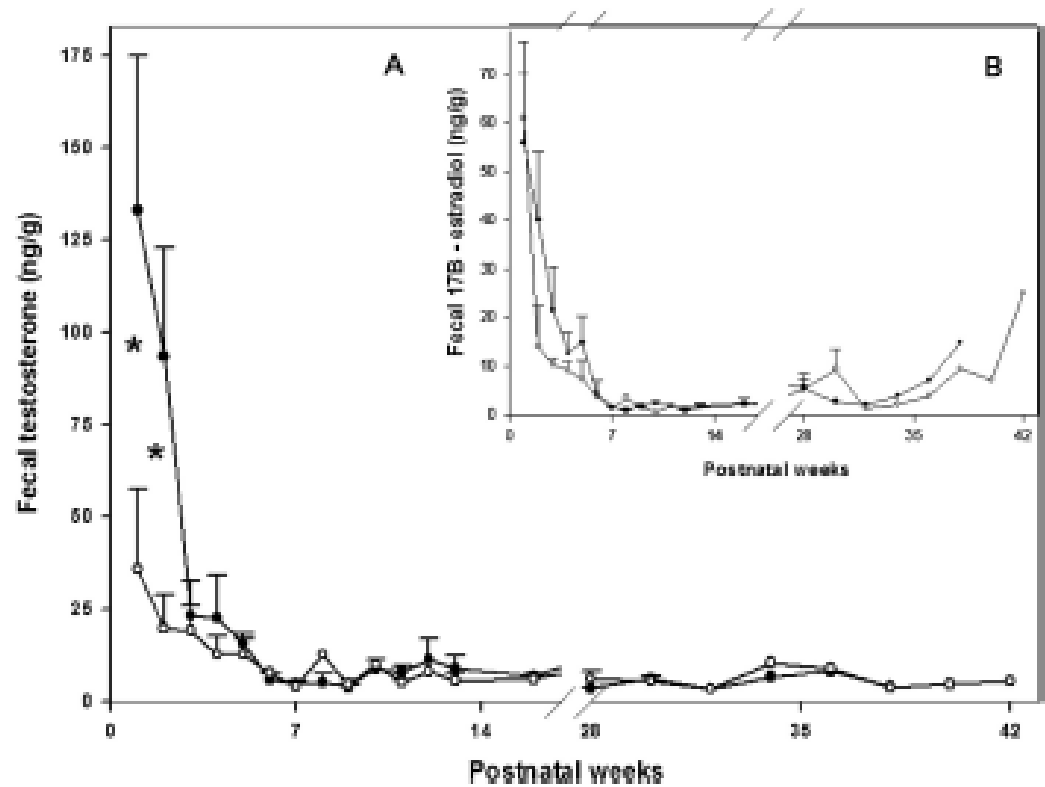 A
B
Fecal testosterone (ng/g)
175
150
125
100
75
50
25
0
*
*
0 7 14 28 35 42
Postnatal weeks
Fecal 17B - estradiol (ng/g)
70
60
50
40
30
20
10
0
0 7 14 28 35 42
Postnatal weeks